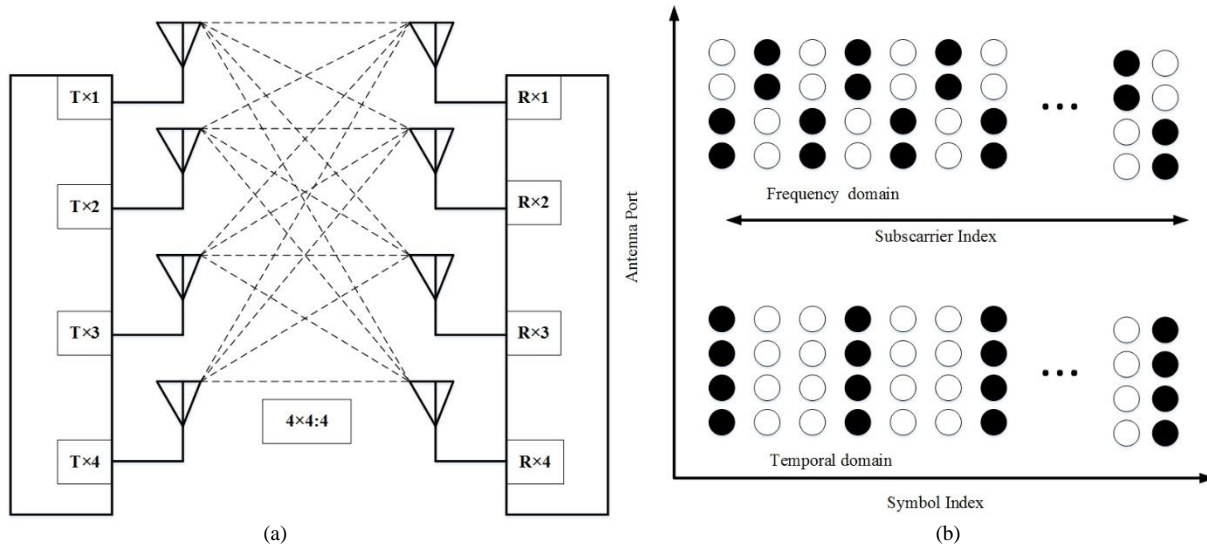 T×1
R×1
T×2
R×2
T×3
R×3
4×4:4
T×4
R×4
(a)
Antenna Port
...
Frequency domain
Subscarrier Index
...
Temporal domain
Symbol Index
(b)